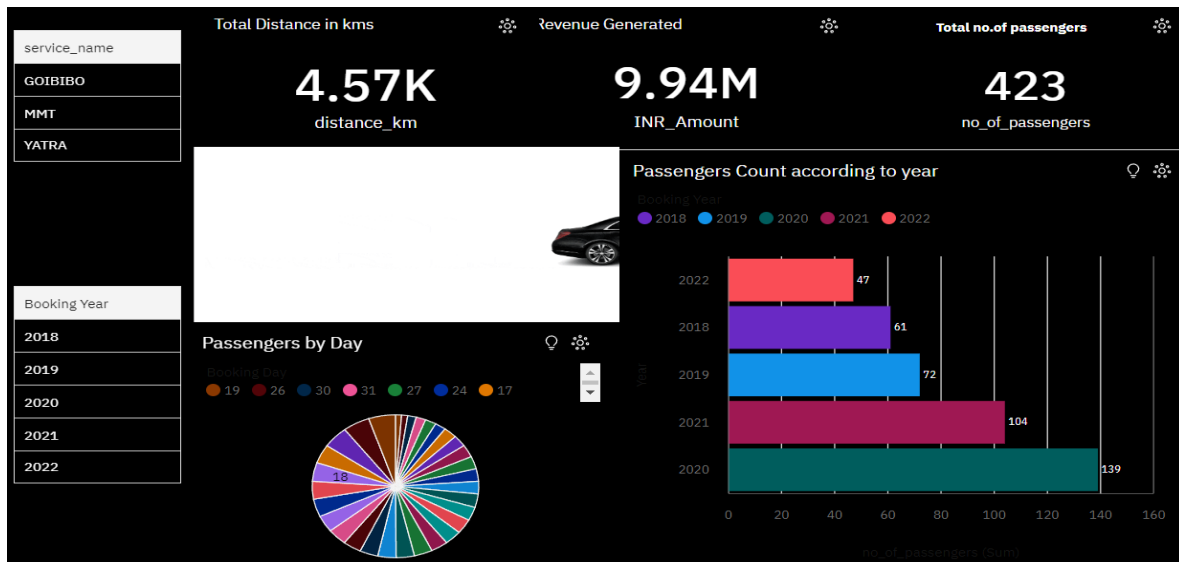 service_name
GOIBIBO
MMT
YATRA
Booking Year
2018
2019
2020
2021
2022
Total Distance in kms
4.57K
distance_km
Revenue Generated
9.94M
INR_Amount
Total no.of passengers
423
no_of_passengers
Passengers by Day
Booking Day
19 26 30 31 27 24 17
18
Passengers Count according to year
Booking Year
2018 2019 2020 2021 2022
Year
2022 47
2018 61
2019 72
2021 104
2020 139
0 20 40 60 80 100 120 140 160
no_of_passengers (Sum)